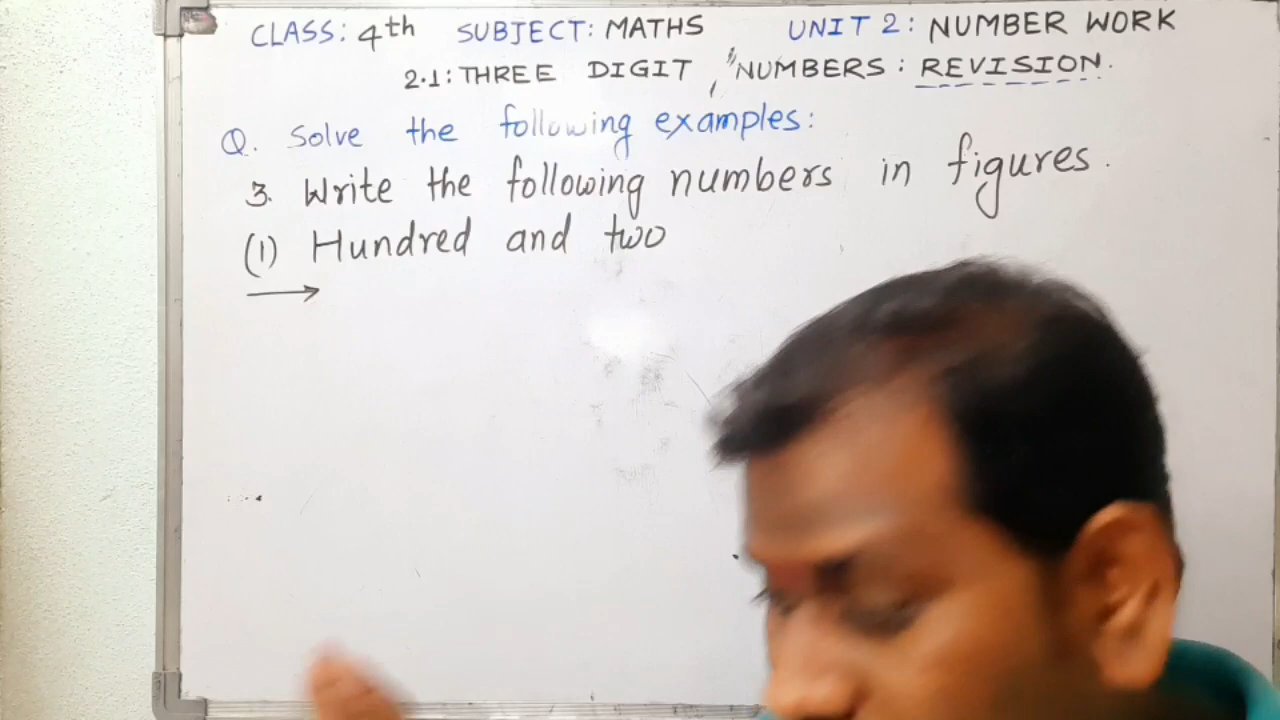 CLASS: 4th SUBJECT: MATHS UNIT 2: NUMBER WORK
2.1: THREE DIGIT NUMBERS: REVISION.
Q. Solve the following examples:
3. Write the following numbers in figures.
(1) Hundred and two
→